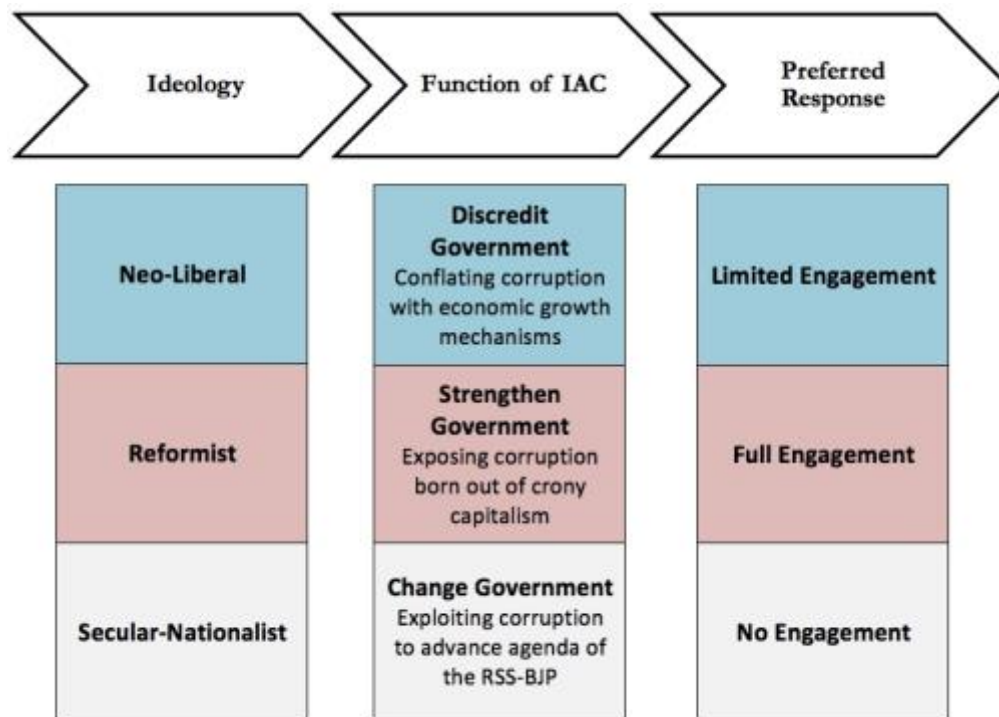 Ideology
Function of IAC
Preferred
Response
Neo-Liberal
Discredit
Government
Conflating corruption
with economic growth
mechanisms
Limited Engagement
Reformist
Strengthen
Government
Exposing corruption
born out of crony
capitalism
Full Engagement
Secular-Nationalist
Change Government
Exploiting corruption
to advance agenda of
the RSS-BJP
No Engagement